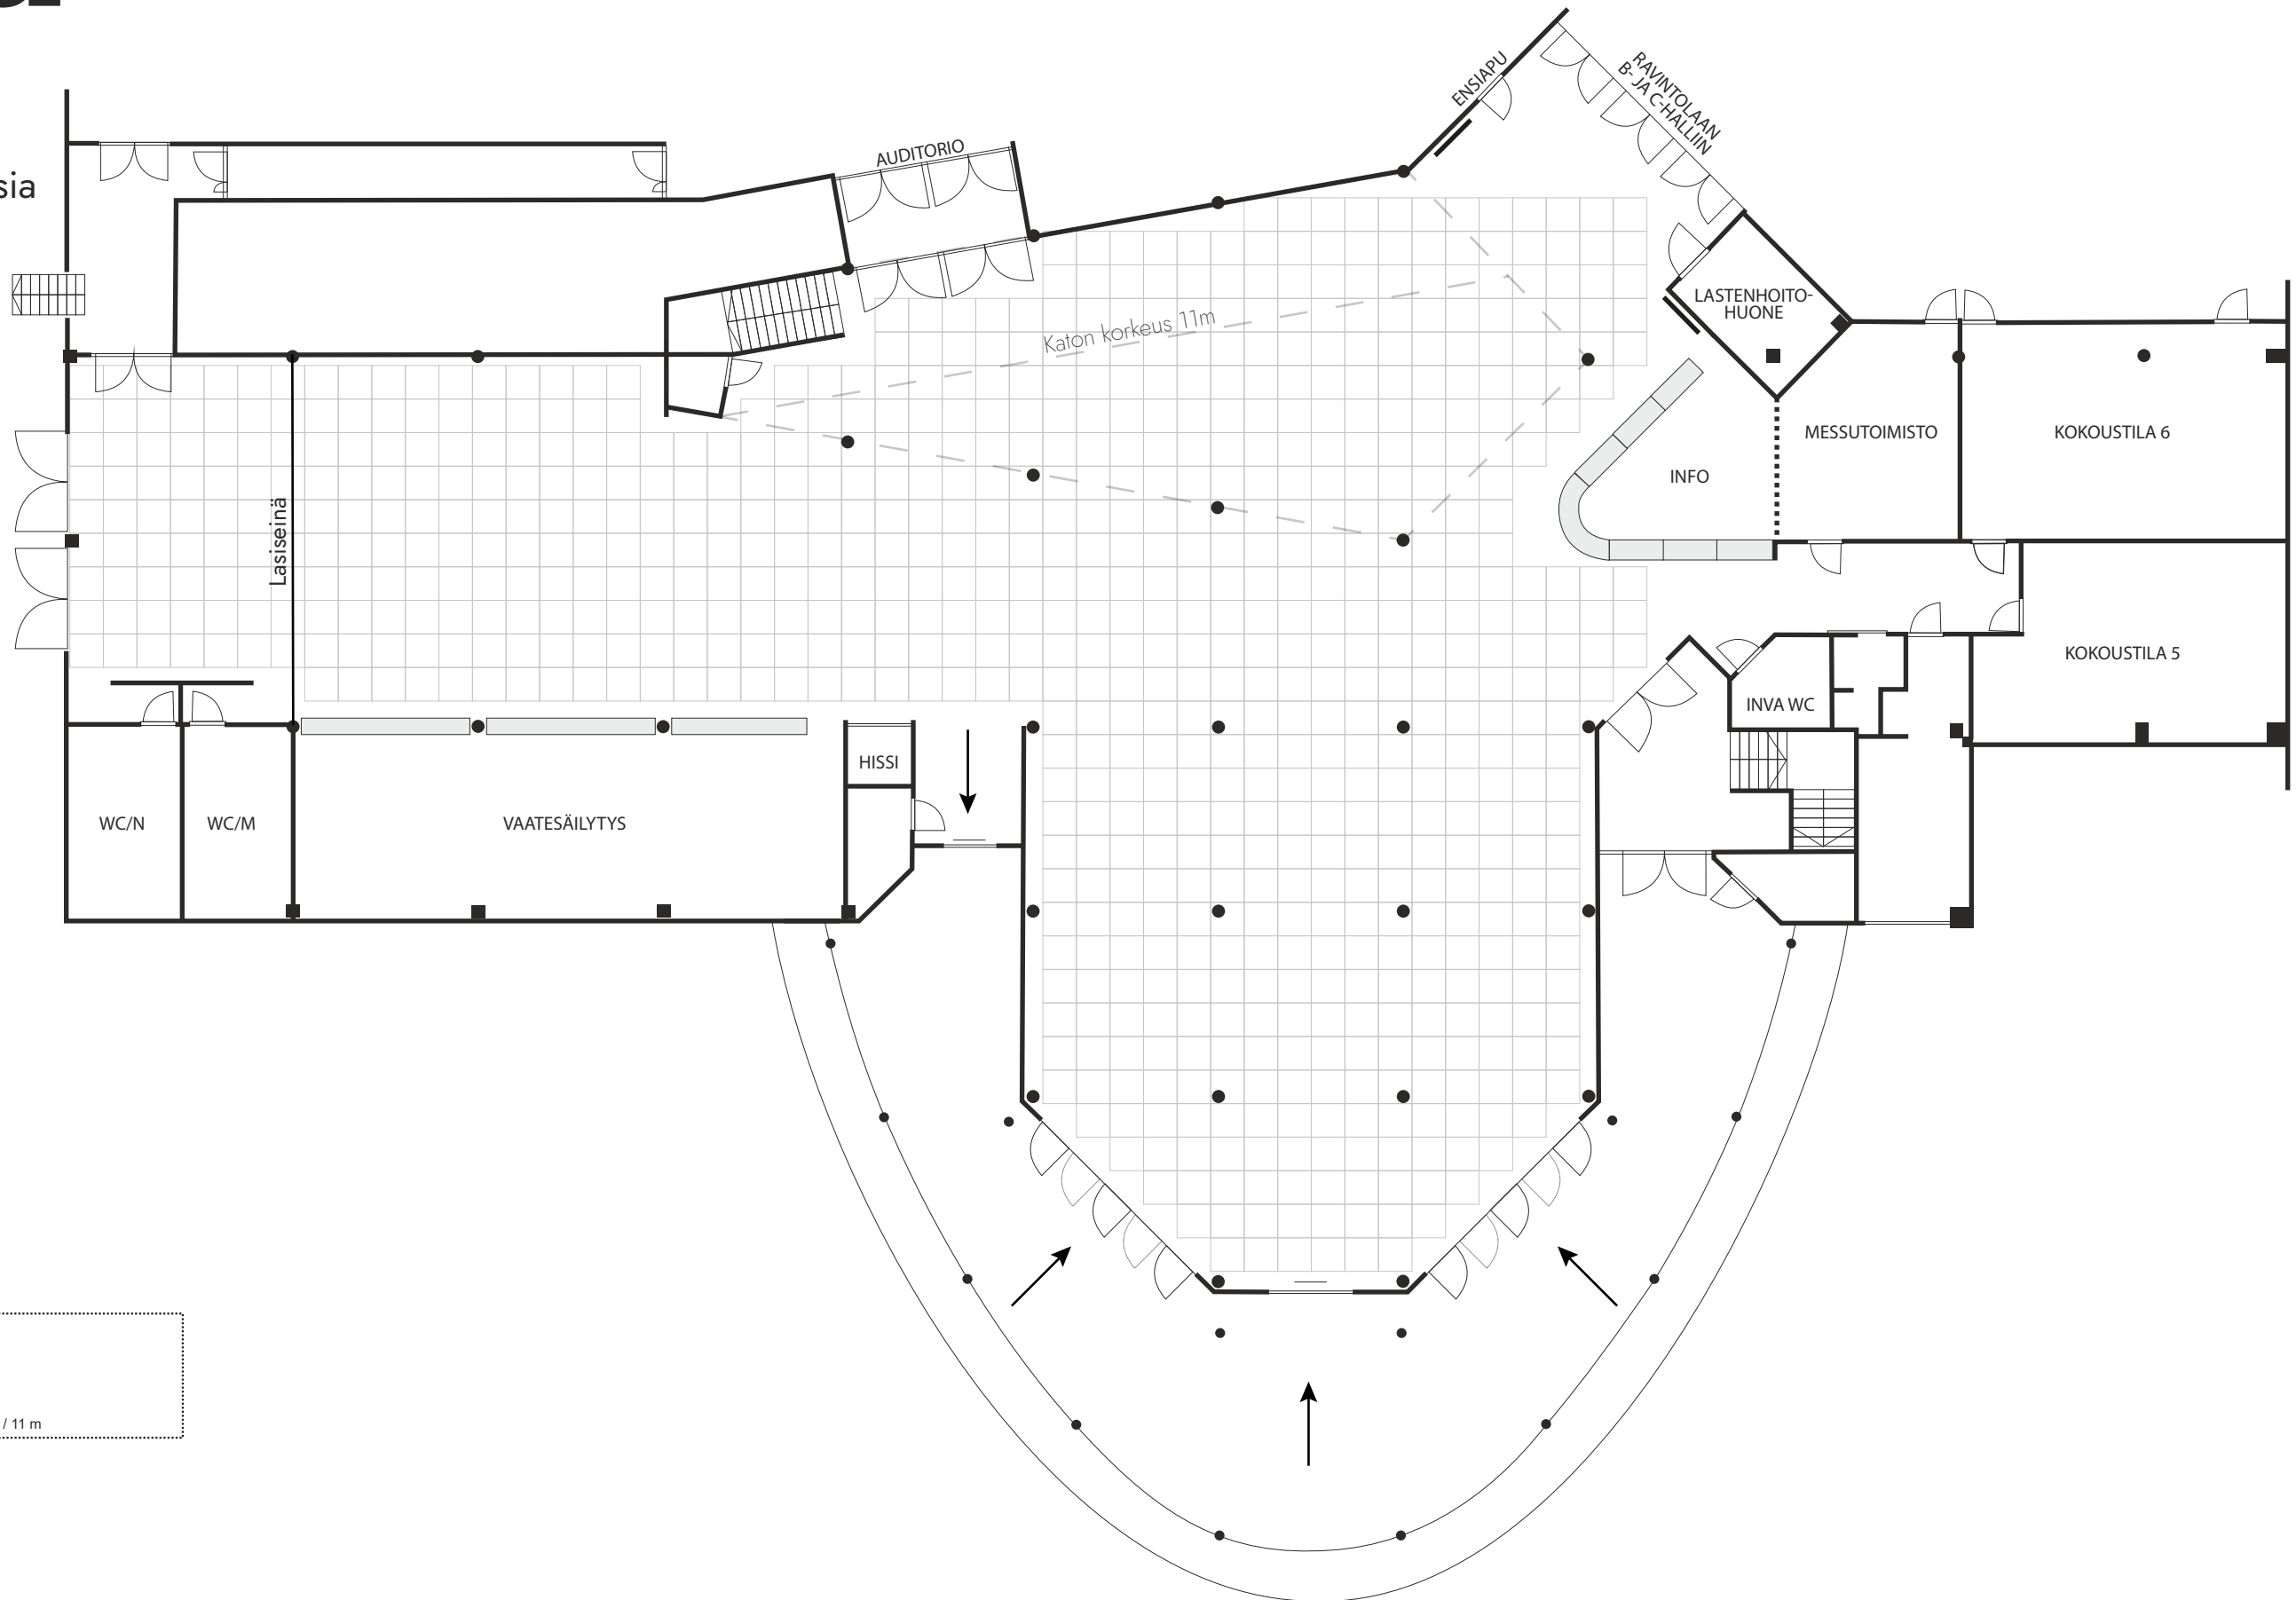 sia
ENSIAPU
RAVINTOLAAN
B- JA C-HALLIIN
AUDITORIO
LASTENHOITO-
HUONE
Katon korkeus 11m
MESSUTOIMISTO
KOKOUSTILA 6
INFO
Lasiseinä
KOKOUSTILA 5
INVA WC
HISSI
WC/N
WC/M
VAATESÄILYTYS
/ 11 m